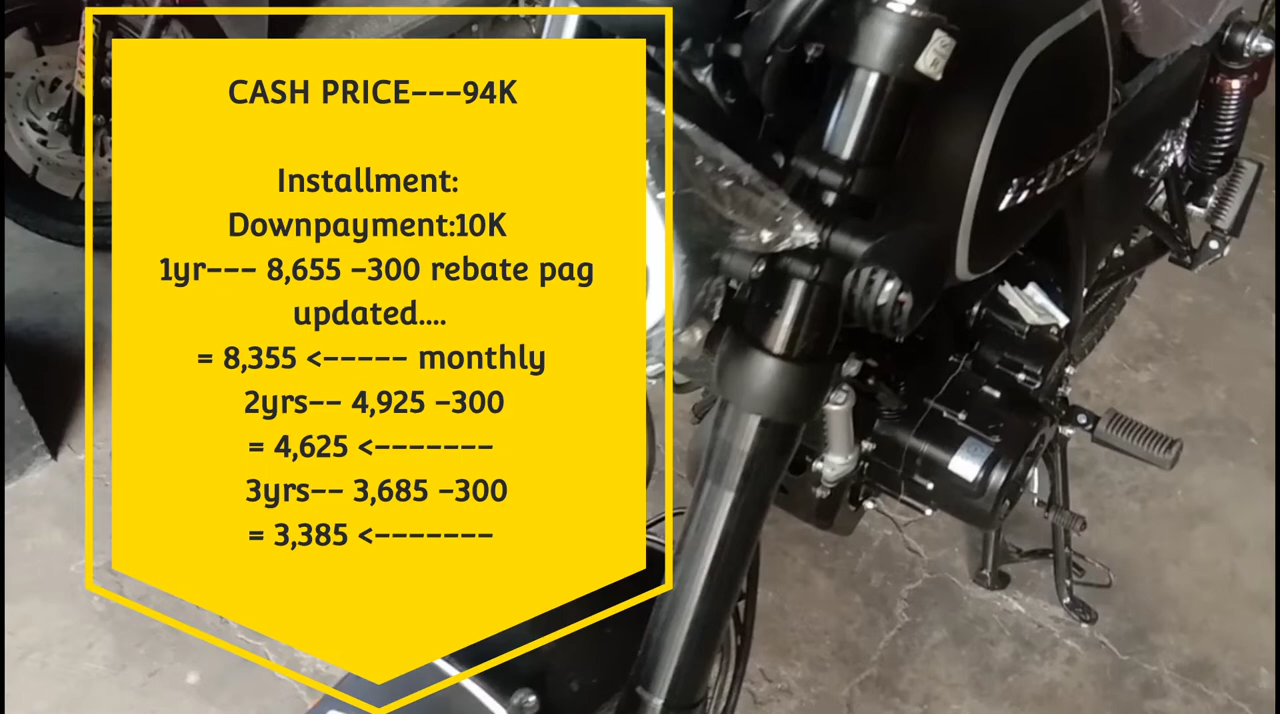 CASH PRICE---94K
Installment:
Downpayment:10K
1yr--- 8,655 -300 rebate pag
updated....
= 8,355 <----- monthly
2yrs-- 4,925 -300
= 4,625 <-------
3yrs-- 3,685 -300
= 3,385 <-------